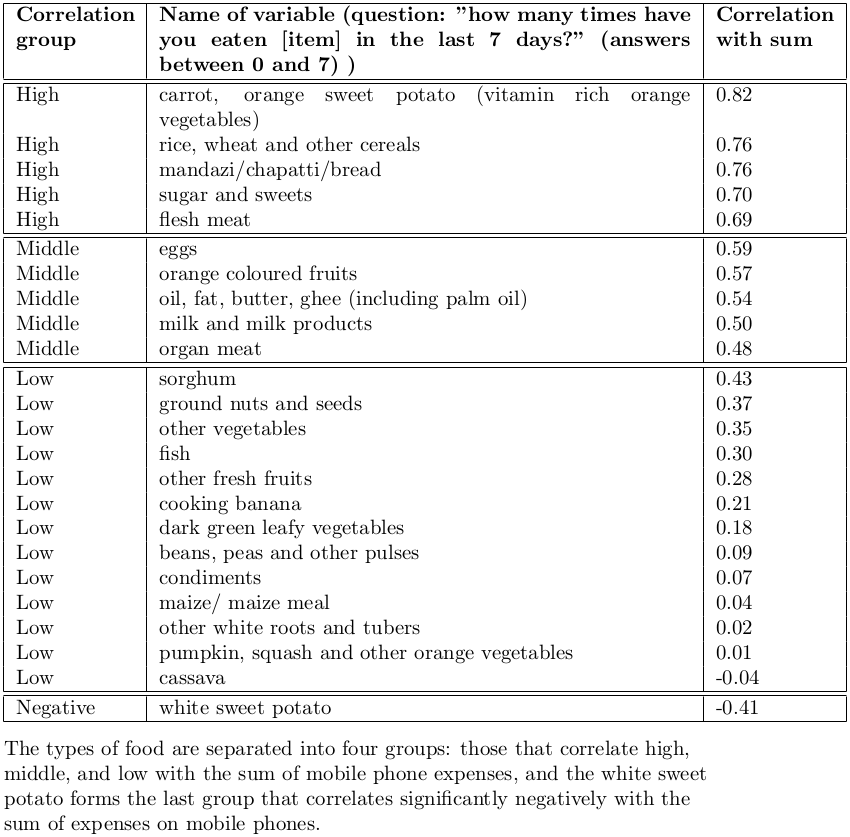 Correlation group | Name of variable (question: ”how many times have you eaten [item] in the last 7 days?” (answers between 0 and 7) ) | Correlation with sum
High | carrot, orange sweet potato (vitamin rich orange vegetables) | 0.82
High | rice, wheat and other cereals | 0.76
High | mandazi/chapatti/bread | 0.76
High | sugar and sweets | 0.70
High | flesh meat | 0.69
Middle | eggs | 0.59
Middle | orange coloured fruits | 0.57
Middle | oil, fat, butter, ghee (including palm oil) | 0.54
Middle | milk and milk products | 0.50
Middle | organ meat | 0.48
Low | sorghum | 0.43
Low | ground nuts and seeds | 0.37
Low | other vegetables | 0.35
Low | fish | 0.30
Low | other fresh fruits | 0.28
Low | cooking banana | 0.21
Low | dark green leafy vegetables | 0.18
Low | beans, peas and other pulses | 0.09
Low | condiments | 0.07
Low | maize/ maize meal | 0.04
Low | other white roots and tubers | 0.02
Low | pumpkin, squash and other orange vegetables | 0.01
Low | cassava | -0.04
Negative | white sweet potato | -0.41
The types of food are separated into four groups: those that correlate high,
middle, and low with the sum of mobile phone expenses, and the white sweet
potato forms the last group that correlates significantly negatively with the
sum of expenses on mobile phones.